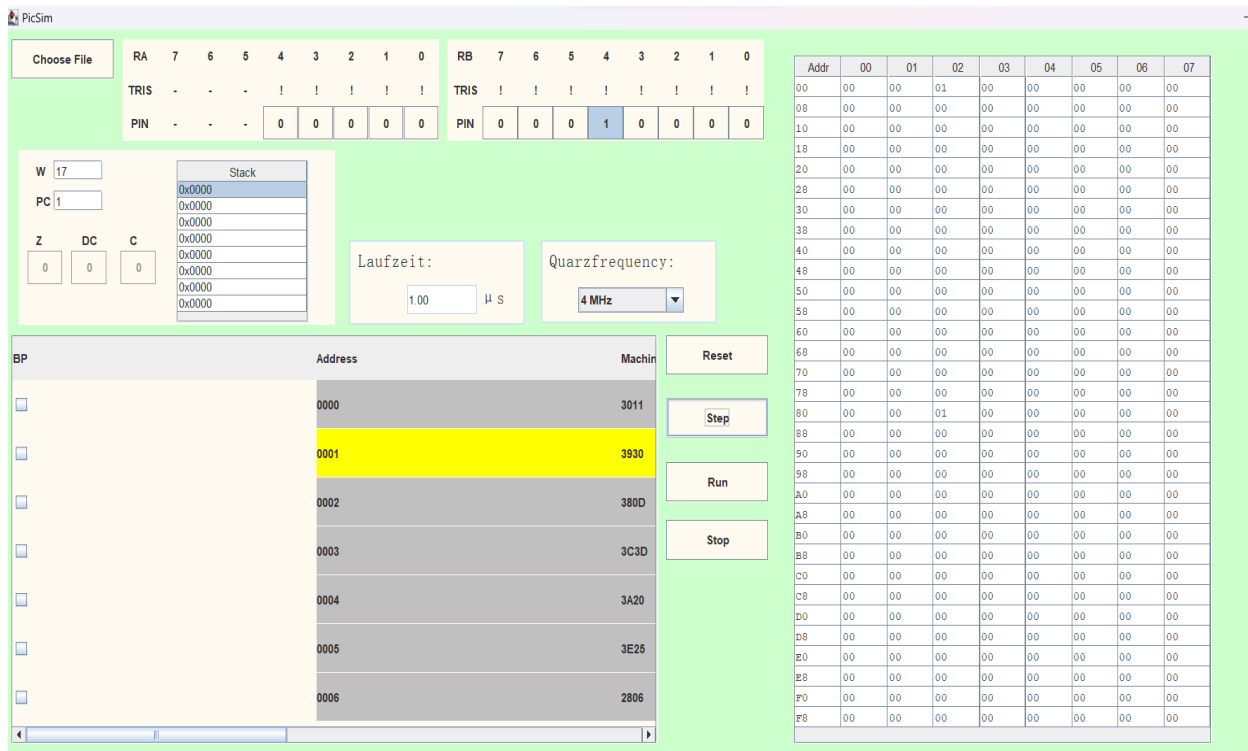 PicSim
Choose File
RA 7 6 5 4 3 2 1 0
TRIS - - - ! ! ! ! !
PIN - - - 0 0 0 0 0
RB 7 6 5 4 3 2 1 0
TRIS ! ! ! ! ! ! ! !
PIN 0 0 0 1 0 0 0 0
W 17
PC 1
Z DC C
0 0 0
Stack
0x0000
0x0000
0x0000
0x0000
0x0000
0x0000
0x0000
0x0000
Laufzeit:
1.00 μ s
Quarzfrequency:
4 MHz
BP Address Machin
0000 3011
0001 3930
0002 380D
0003 3C3D
0004 3A20
0005 3E25
0006 2806
Reset
Step
Run
Stop
Addr 00 01 02 03 04 05 06 07
00 00 00 01 00 00 00 00 00
08 00 00 00 00 00 00 00 00
10 00 00 00 00 00 00 00 00
18 00 00 00 00 00 00 00 00
20 00 00 00 00 00 00 00 00
28 00 00 00 00 00 00 00 00
30 00 00 00 00 00 00 00 00
38 00 00 00 00 00 00 00 00
40 00 00 00 00 00 00 00 00
48 00 00 00 00 00 00 00 00
50 00 00 00 00 00 00 00 00
58 00 00 00 00 00 00 00 00
60 00 00 00 00 00 00 00 00
68 00 00 00 00 00 00 00 00
70 00 00 00 00 00 00 00 00
78 00 00 00 00 00 00 00 00
80 00 00 01 00 00 00 00 00
88 00 00 00 00 00 00 00 00
90 00 00 00 00 00 00 00 00
98 00 00 00 00 00 00 00 00
A0 00 00 00 00 00 00 00 00
A8 00 00 00 00 00 00 00 00
B0 00 00 00 00 00 00 00 00
B8 00 00 00 00 00 00 00 00
C0 00 00 00 00 00 00 00 00
C8 00 00 00 00 00 00 00 00
D0 00 00 00 00 00 00 00 00
D8 00 00 00 00 00 00 00 00
E0 00 00 00 00 00 00 00 00
E8 00 00 00 00 00 00 00 00
F0 00 00 00 00 00 00 00 00
F8 00 00 00 00 00 00 00 00